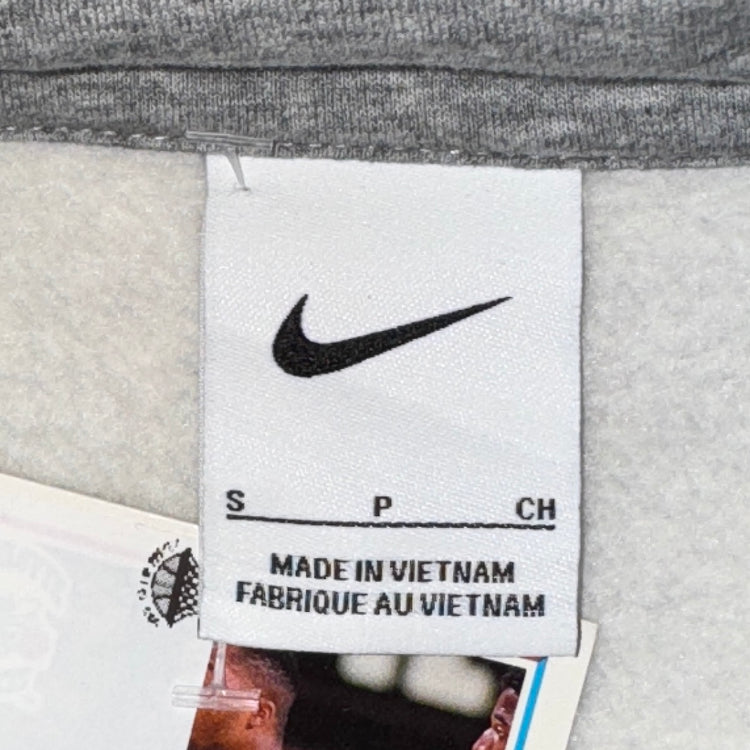 S P CH
MADE IN VIETNAM
FABRIQUE AU VIETNAM